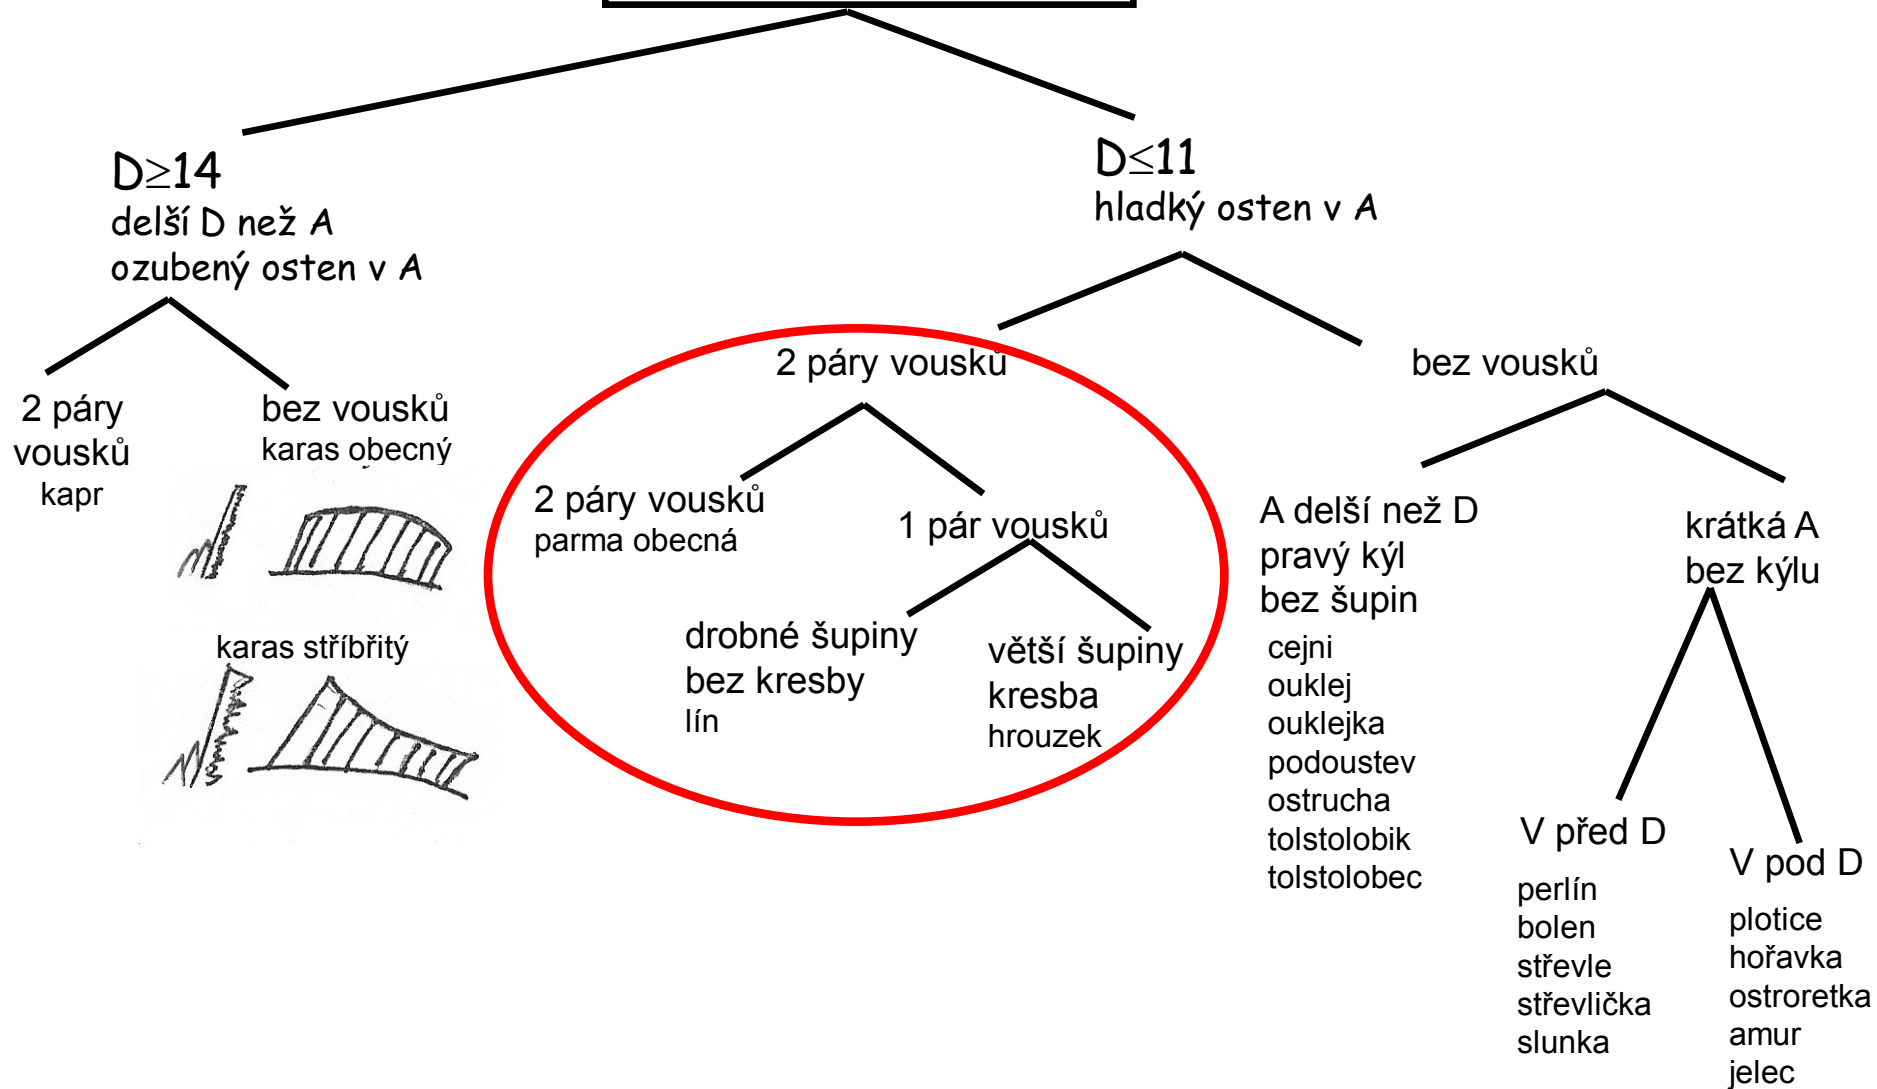 D≥14
delší D než A
ozubený osten v A
D≤11
hladký osten v A
2 páry
vousků
kapr
bez vousků
karas obecný
karas stříbřitý
2 páry vousků
2 páry vousků
parma obecná
1 pár vousků
drobné šupiny
bez kresby
lín
větší šupiny
kresba
hrouzek
bez vousků
A delší než D
pravý kýl
bez šupin
cejni
ouklej
ouklejka
podoustev
ostrucha
tolstolobik
tolstolobec
krátká A
bez kýlu
V před D
perlín
bolen
střevle
střevlička
slunka
V pod D
plotice
hořavka
ostroretka
amur
jelec